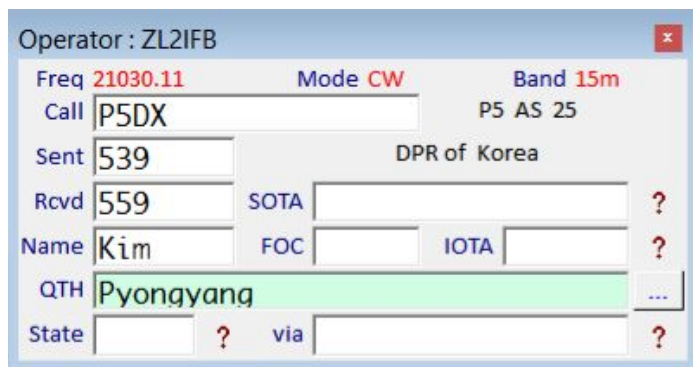 Operator : ZL2IFB x
Freq 21030.11 Mode CW Band 15m
Call P5DX P5 AS 25
Sent 539 DPR of Korea
Rcvd 559 SOTA ?
Name Kim FOC IOTA ?
QTH Pyongyang ...
State ? via ?